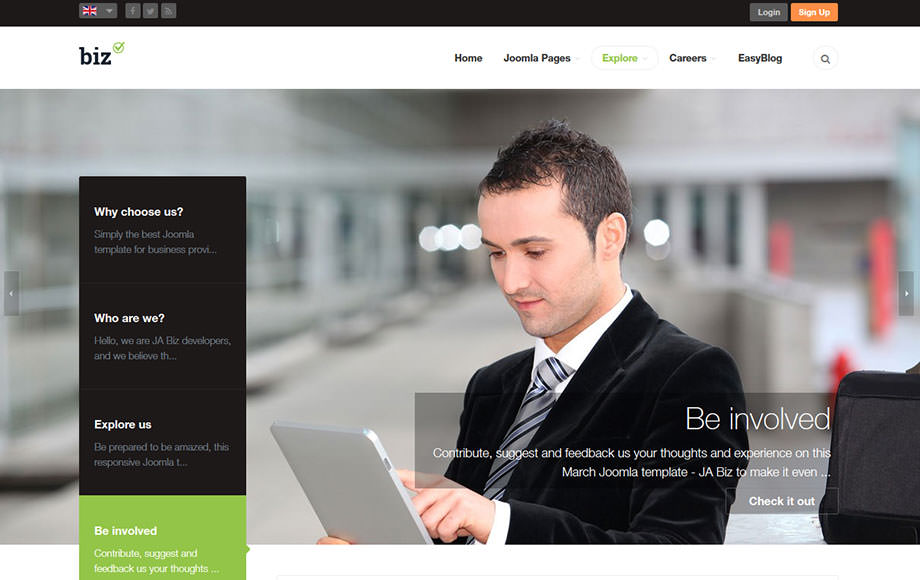 Login
Sign Up
biz
Home
Joomla Pages
Explore
Careers
EasyBlog
Why choose us?
Simply the best Joomla
template for business provi...
Who are we?
Hello, we are JA Biz developers,
and we believe th...
Explore us
Be prepared to be amazed, this
responsive Joomla t...
Be involved
Contribute, suggest and
feedback us your thoughts ...
Be involved
Contribute, suggest and feedback us your thoughts and experience on this
March Joomla template - JA Biz to make it even ...
Check it out